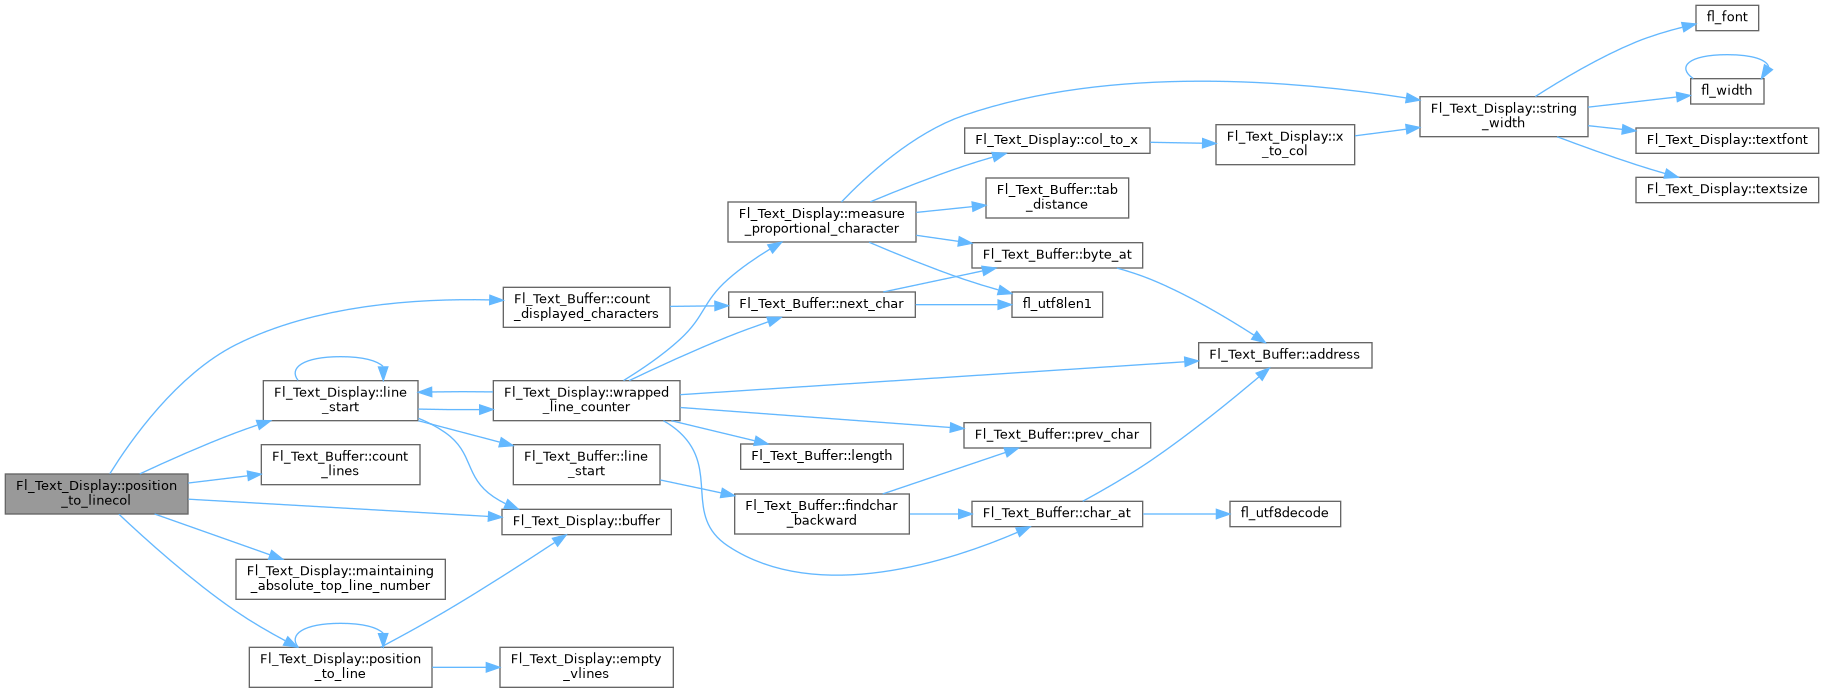 Fl_Text_Display::position
_to_linecol
Fl_Text_Buffer::count
_displayed_characters
Fl_Text_Display::line
_start
Fl_Text_Buffer::count
_lines
Fl_Text_Display::buffer
Fl_Text_Display::maintaining
_absolute_top_line_number
Fl_Text_Display::position
_to_line
Fl_Text_Display::empty
_vlines
Fl_Text_Display::wrapped
_line_counter
Fl_Text_Buffer::line
_start
Fl_Text_Display::measure
_proportional_character
Fl_Text_Buffer::next_char
Fl_Text_Buffer::length
Fl_Text_Buffer::findchar
_backward
Fl_Text_Display::col_to_x
Fl_Text_Buffer::tab
_distance
Fl_Text_Buffer::byte_at
fl_utf8len1
Fl_Text_Buffer::prev_char
Fl_Text_Buffer::char_at
Fl_Text_Display::x
_to_col
Fl_Text_Buffer::address
fl_utf8decode
Fl_Text_Display::string
_width
fl_font
fl_width
Fl_Text_Display::textfont
Fl_Text_Display::textsize